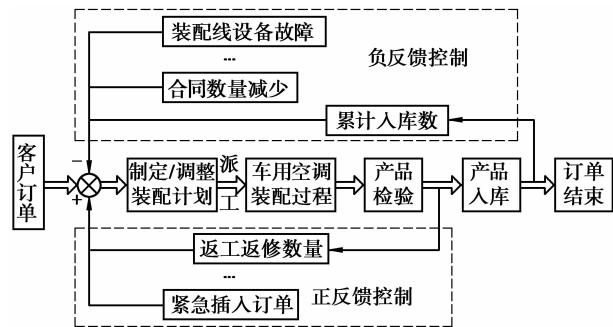 装配线设备故障
…
负反馈控制
合同数量减少
累计入库数
客户订单
−
+
制定/调整
装配计划
派
工
车用空调
装配过程
产品
检验
产品
入库
订单
结束
返工返修数量
…
正反馈控制
紧急插入订单